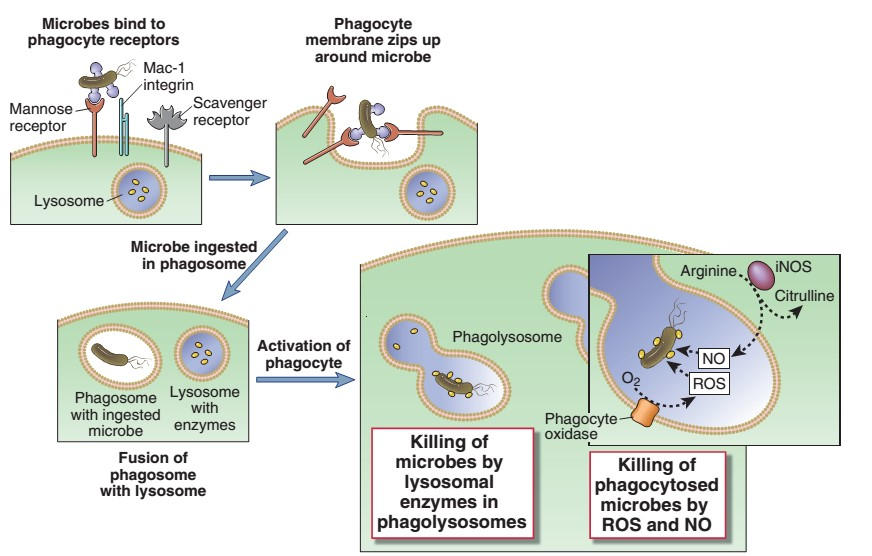 Microbes bind to
phagocyte receptors
Mac-1
integrin
Mannose
receptor
Scavenger
receptor
Lysosome
Phagocyte
membrane zips up
around microbe
Microbe ingested
in phagosome
Phagosome
with ingested
microbe
Lysosome
with
enzymes
Fusion of
phagosome
with lysosome
Activation of
phagocyte
Phagolysosome
Arginine
iNOS
Citrulline
NO
ROS
O2
Phagocyte
oxidase
Killing of
microbes by
lysosomal
enzymes in
phagolysosomes
Killing of
phagocytosed
microbes by
ROS and NO